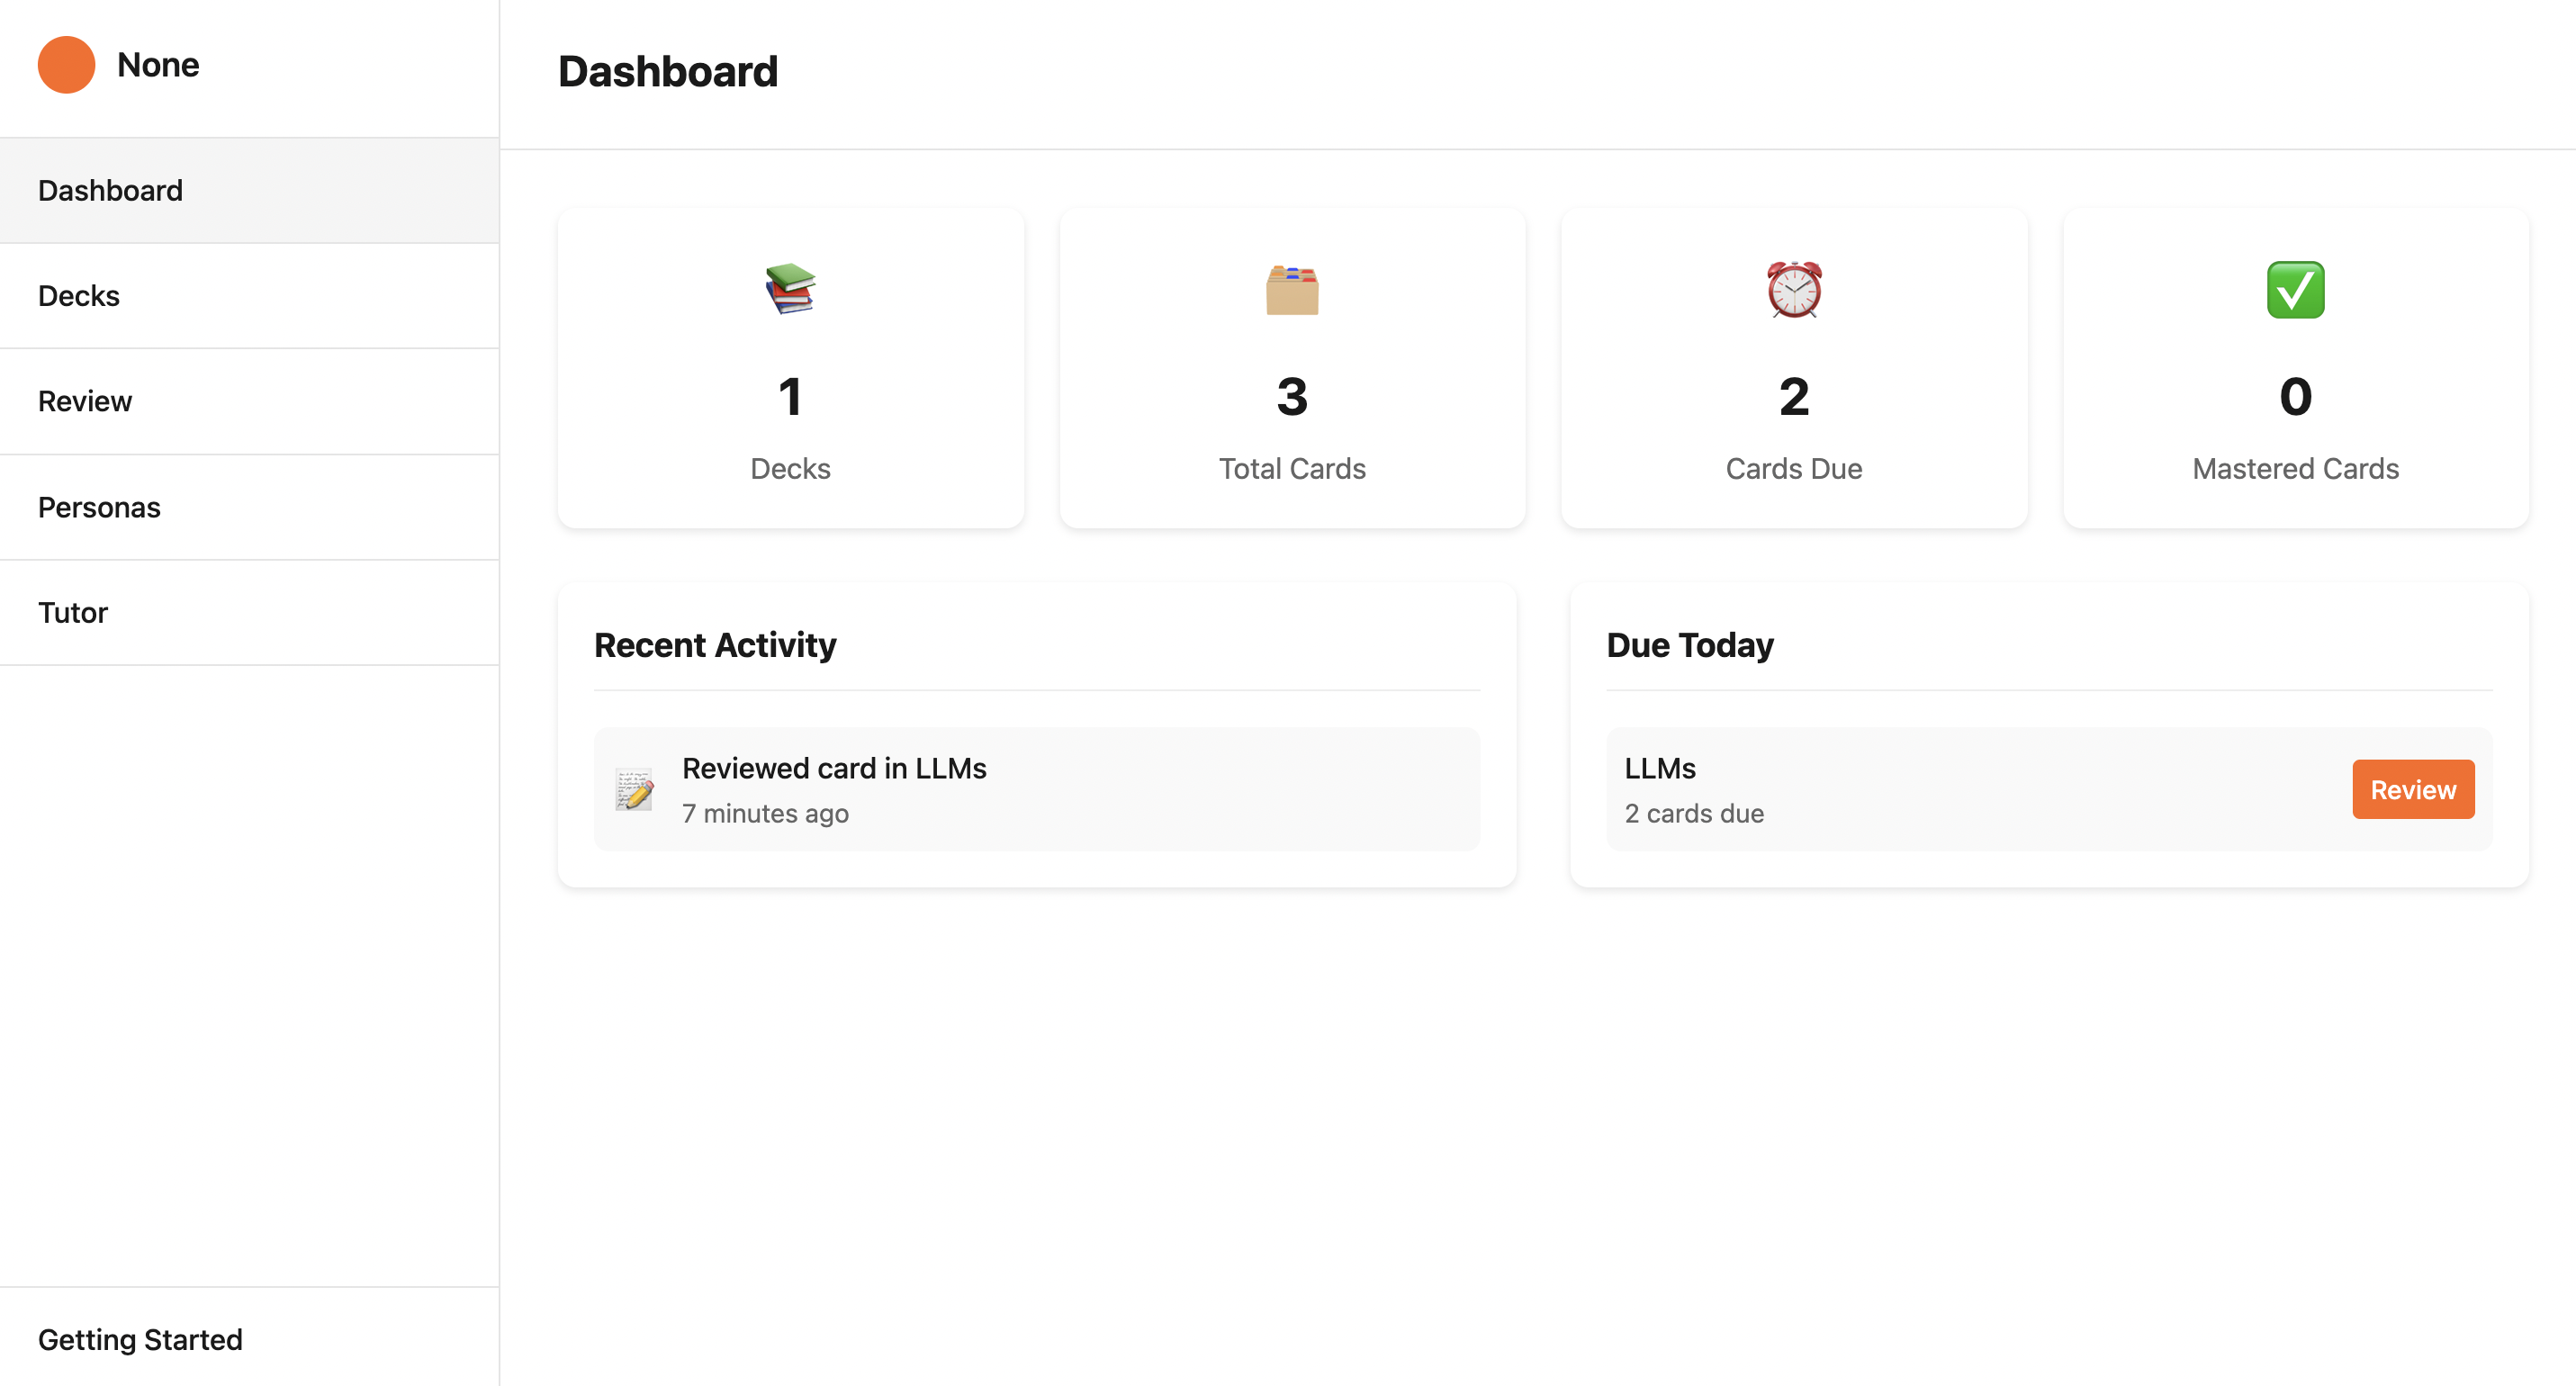 None
Dashboard
Decks
Review
Personas
Tutor
Getting Started
Dashboard
1
Decks
3
Total Cards
2
Cards Due
0
Mastered Cards
Recent Activity
Reviewed card in LLMs
7 minutes ago
Due Today
LLMs
2 cards due
Review